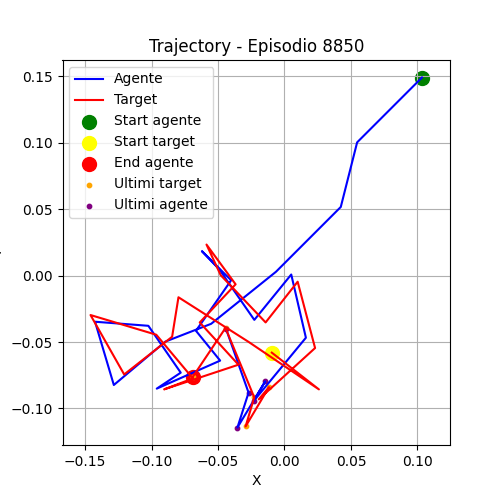 Trajectory - Episodio 8850
Agente
Target
Start agente
Start target
End agente
Ultimi target
Ultimi agente
0.15
0.10
0.05
0.00
−0.05
−0.10
−0.15
−0.10
−0.05
0.00
0.05
0.10
X